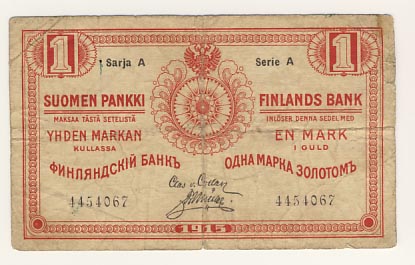 1 1
Sarja A Serie A
SUOMEN PANKKI FINLANDS BANK
MAKSAA TÄSTÄ SETELISTÄ INLÖSER DENNA SEDEL MED
YHDEN MARKAN EN MARK
KULLASSA I GULD
ФИНЛЯНДСКІЙ БАНКЪ ОДНА МАРКА ЗОЛОТОМЪ
4454067 4454067
1915